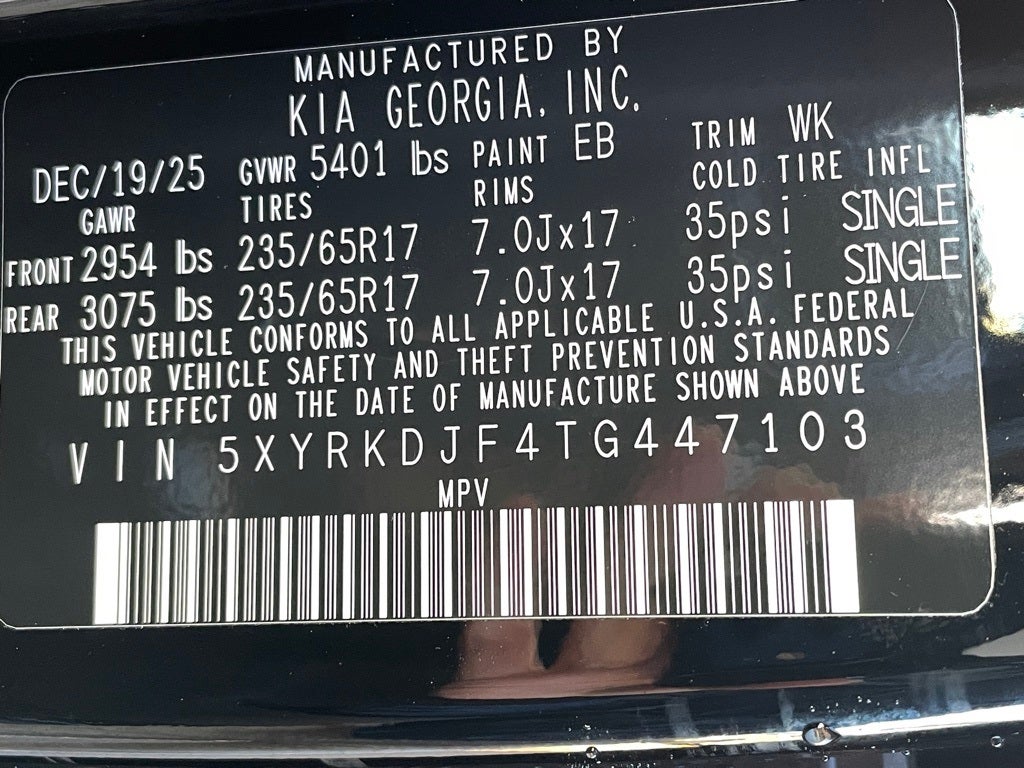 MANUFACTURED BY
KIA GEORGIA, INC.
DEC/19/25 GVWR 5401 lbs PAINT EB TRIM WK
GAWR TIRES RIMS COLD TIRE INFL
FRONT 2954 lbs 235/65R17 7.0Jx17 35psi SINGLE
REAR 3075 lbs 235/65R17 7.0Jx17 35psi SINGLE
THIS VEHICLE CONFORMS TO ALL APPLICABLE U.S.A. FEDERAL
MOTOR VEHICLE SAFETY AND THEFT PREVENTION STANDARDS
IN EFFECT ON THE DATE OF MANUFACTURE SHOWN ABOVE
VIN 5XYRKDJF4TG447103
MPV